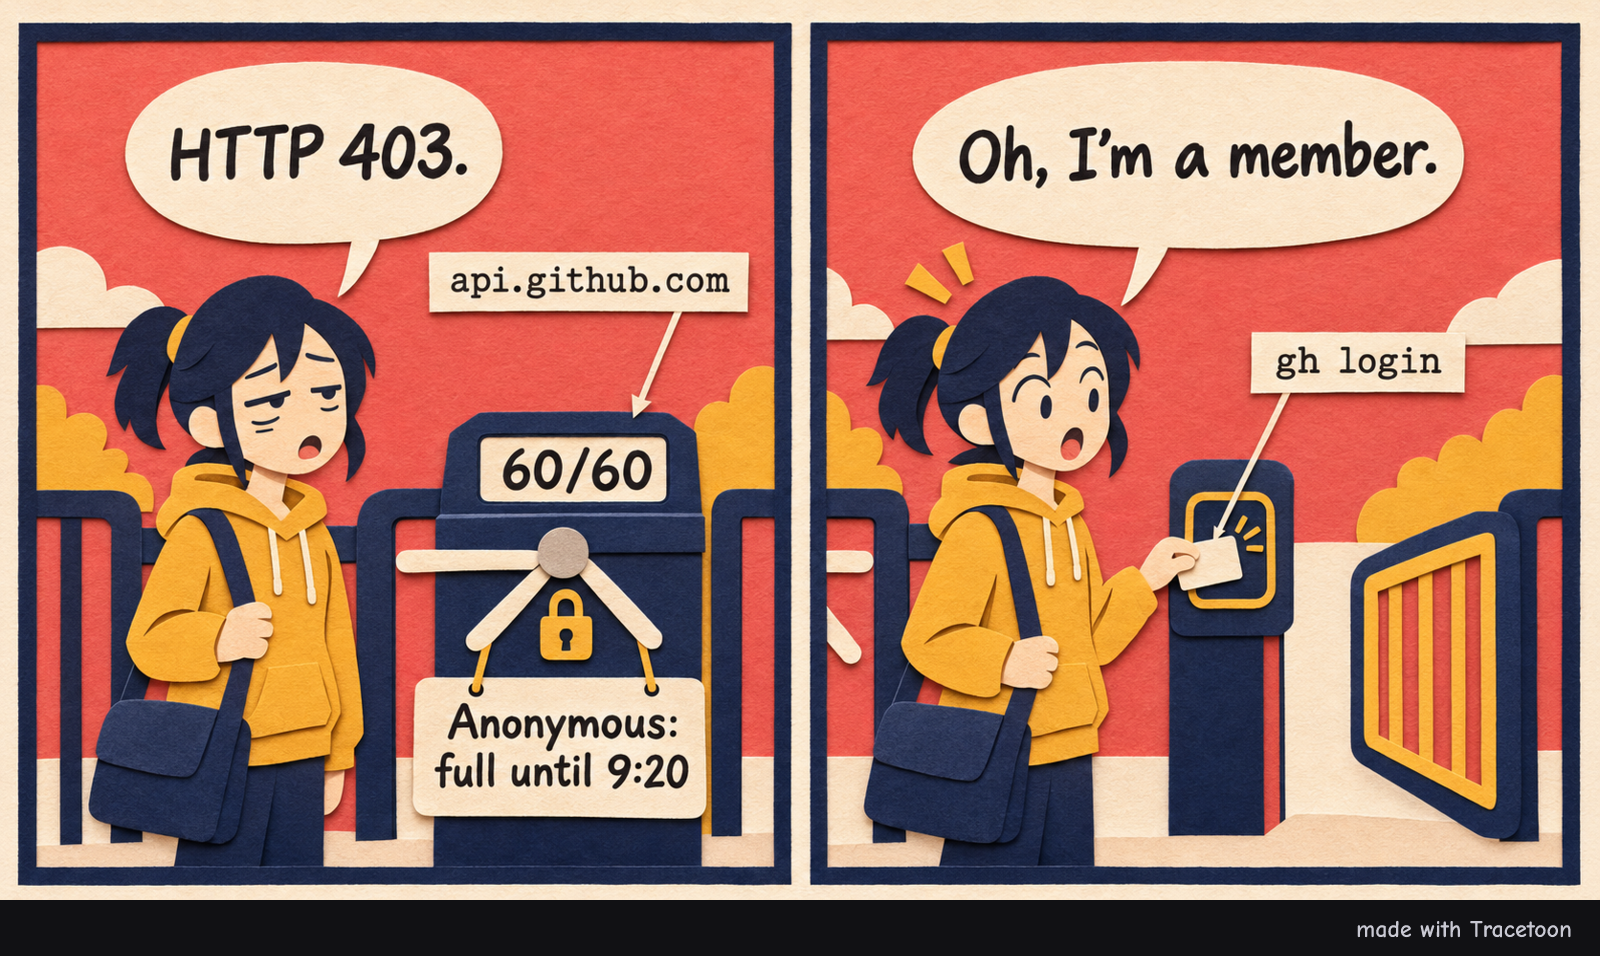 HTTP 403.
api.github.com
60/60
Anonymous:
full until 9:20
Oh, I'm a member.
gh login
made with Tracetoon